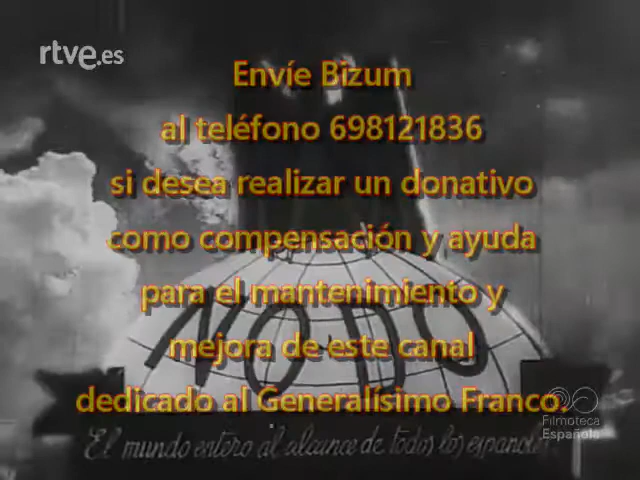 rtve.es
Envíe Bizum
al teléfono 698121836
si desea realizar un donativo
como compensación y ayuda
para el mantenimiento y
NO-DO
mejora de este canal
dedicado al Generalísimo Franco.
Filmoteca
Española
El mundo entero al alcance de todos los españoles